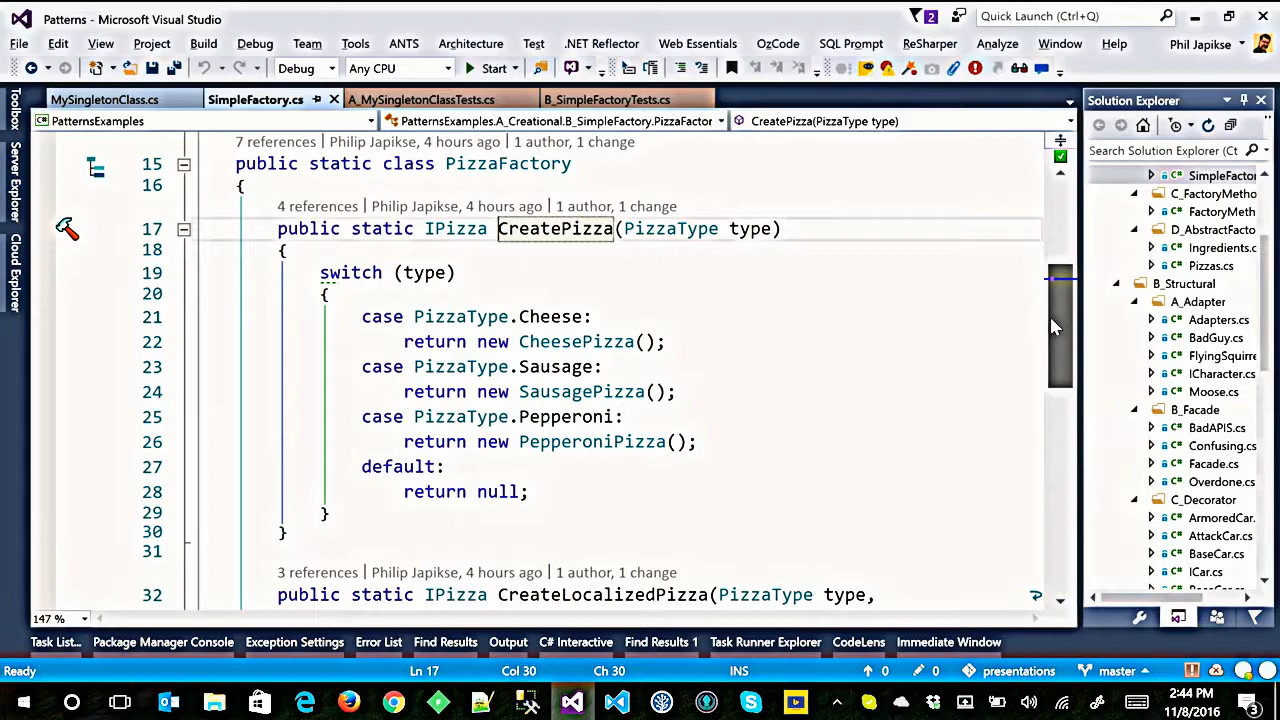 Patterns - Microsoft Visual Studio
2
Quick Launch (Ctrl+Q)
File Edit View Project Build Debug Team Tools ANTS Architecture Test .NET Reflector Web Essentials OzCode SQL Prompt ReSharper Analyze Window Help Phil Japikse
Debug Any CPU Start
Toolbox
Server Explorer
Cloud Explorer
MySingletonClass.cs SimpleFactory.cs A_MySingletonClassTests.cs B_SimpleFactoryTests.cs
PatternsExamples PatternsExamples.A_Creational.B_SimpleFactory.PizzaFactor CreatePizza(PizzaType type)
7 references | Philip Japikse, 4 hours ago | 1 author, 1 change
15 public static class PizzaFactory
16 {
4 references | Philip Japikse, 4 hours ago | 1 author, 1 change
17 public static IPizza CreatePizza(PizzaType type)
18 {
19 switch (type)
20 {
21 case PizzaType.Cheese:
22 return new CheesePizza();
23 case PizzaType.Sausage:
24 return new SausagePizza();
25 case PizzaType.Pepperoni:
26 return new PepperoniPizza();
27 default:
28 return null;
29 }
30 }
31
3 references | Philip Japikse, 4 hours ago | 1 author, 1 change
32 public static IPizza CreateLocalizedPizza(PizzaType type,
147 %
Solution Explorer
Search Solution Explorer (Ct
C# SimpleFactor
C_FactoryMetho
C# FactoryMeth
D_AbstractFacto
C# Ingredients.c
C# Pizzas.cs
B_Structural
A_Adapter
C# Adapters.cs
C# BadGuy.cs
C# FlyingSquirre
C# ICharacter.cs
C# Moose.cs
B_Facade
C# BadAPIS.cs
C# Confusing.cs
C# Facade.cs
C# Overdone.cs
C_Decorator
C# ArmoredCar.
C# AttackCar.cs
C# BaseCar.cs
C# ICar.cs
Task List... Package Manager Console Exception Settings Error List Find Results Output C# Interactive Find Results 1 Task Runner Explorer CodeLens Immediate Window
Ready Ln 17 Col 30 Ch 30 INS 0 0 presentations master
2:44 PM
11/8/2016
3